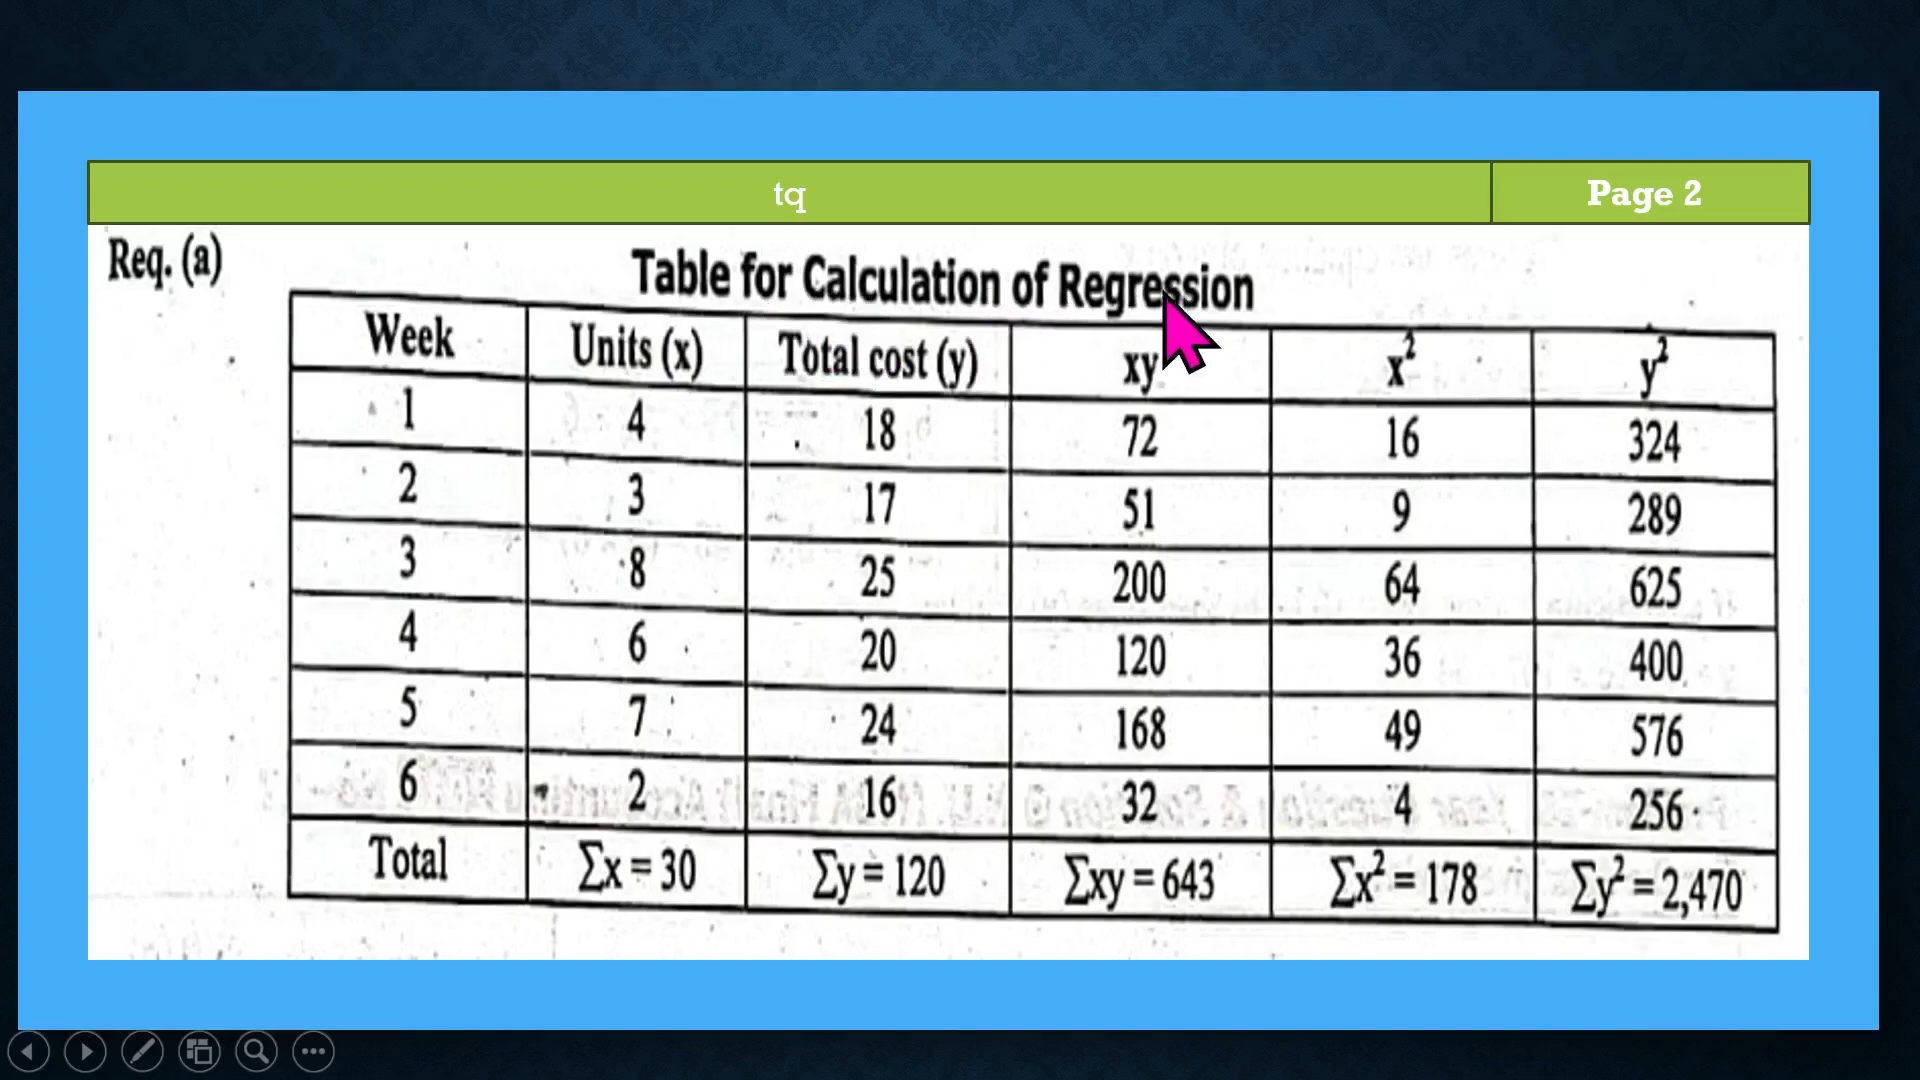 tq Page 2
Req. (a)
Table for Calculation of Regression
Week Units (x) Total cost (y) xy x² y²
1 4 18 72 16 324
2 3 17 51 9 289
3 8 25 200 64 625
4 6 20 120 36 400
5 7 24 168 49 576
6 2 16 32 4 256
Total Σx = 30 Σy = 120 Σxy = 643 Σx² = 178 Σy² = 2,470